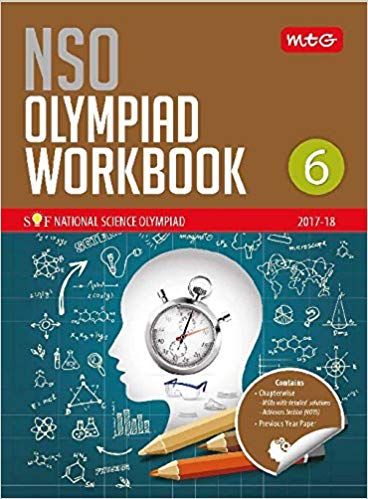 mtG
NSO
OLYMPIAD
WORKBOOK
6
SOF NATIONAL SCIENCE OLYMPIAD
2017-18
Contains
• Chapterwise
- MCQs with detailed solutions
- Achievers Section (HOTS)
• Previous Year Paper